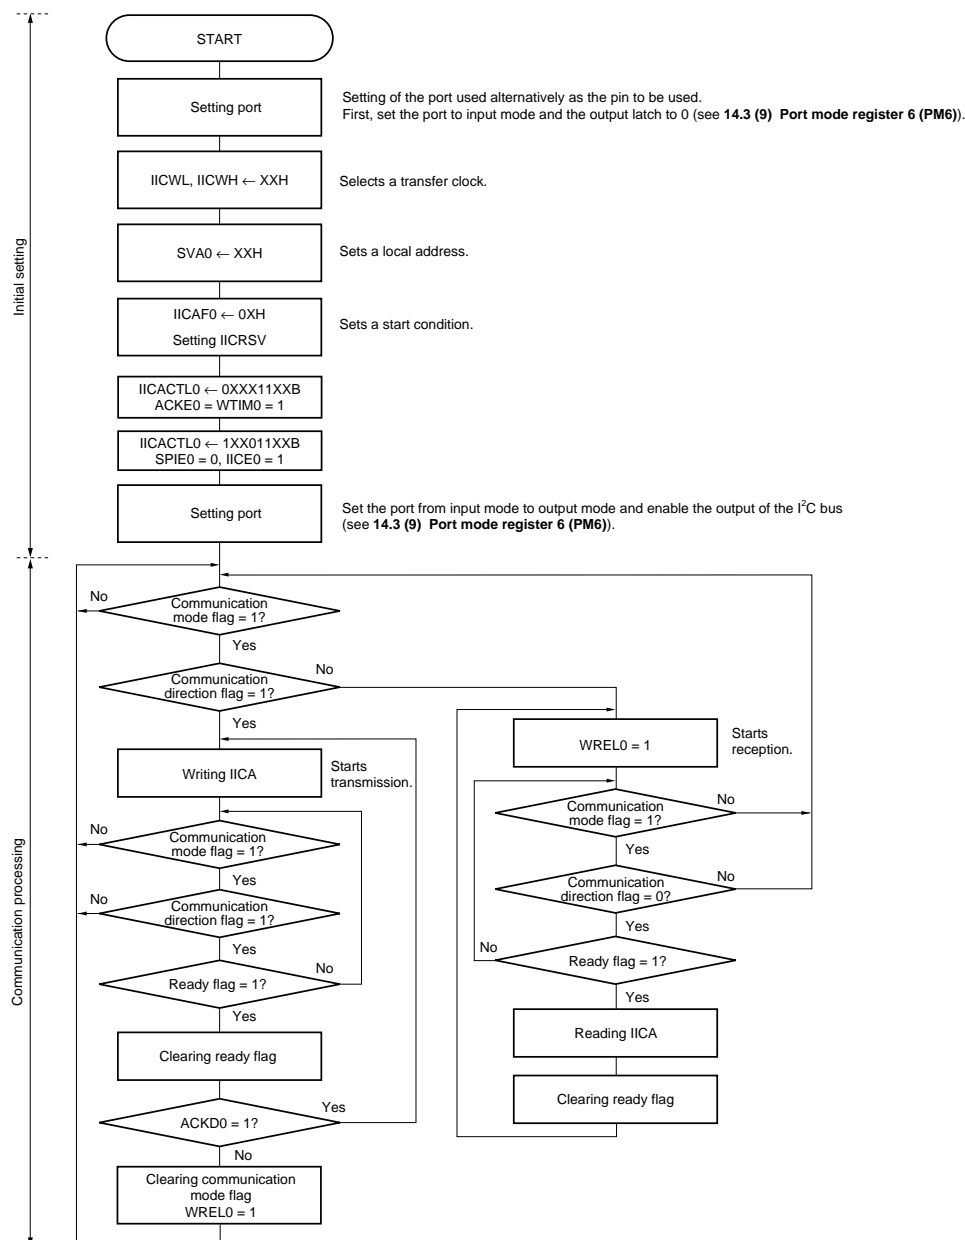 START
Setting port
Setting of the port used alternatively as the pin to be used.
First, set the port to input mode and the output latch to 0 (see 14.3 (9) Port mode register 6 (PM6)).
IICWL, IICWH ← XXH
Selects a transfer clock.
Initial setting
SVA0 ← XXH
Sets a local address.
IICAF0 ← 0XH
Setting IICRSV
Sets a start condition.
IICACTL0 ← 0XXX11XXB
ACKE0 = WTIM0 = 1
IICACTL0 ← 1XX011XXB
SPIE0 = 0, IICE0 = 1
Setting port
Set the port from input mode to output mode and enable the output of the I²C bus
(see 14.3 (9) Port mode register 6 (PM6)).
No
Communication
mode flag = 1?
Yes
Communication
direction flag = 1?
No
Yes
Writing IICA
Starts
transmission.
No
Communication
mode flag = 1?
Yes
Communication
direction flag = 1?
Yes
Ready flag = 1?
No
Yes
Clearing ready flag
ACKD0 = 1?
Yes
No
Clearing communication
mode flag
WREL0 = 1
Communication processing
WREL0 = 1
Starts
reception.
Communication
mode flag = 1?
No
Yes
Communication
direction flag = 0?
No
Yes
No
Ready flag = 1?
Yes
Reading IICA
Clearing ready flag